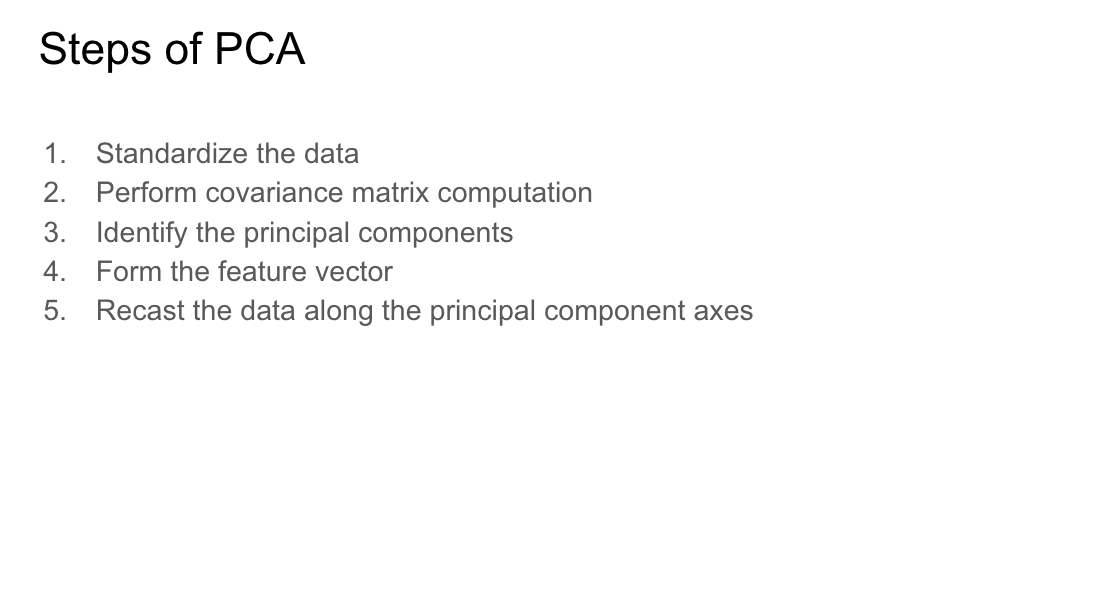 Steps of PCA
1. Standardize the data
2. Perform covariance matrix computation
3. Identify the principal components
4. Form the feature vector
5. Recast the data along the principal component axes